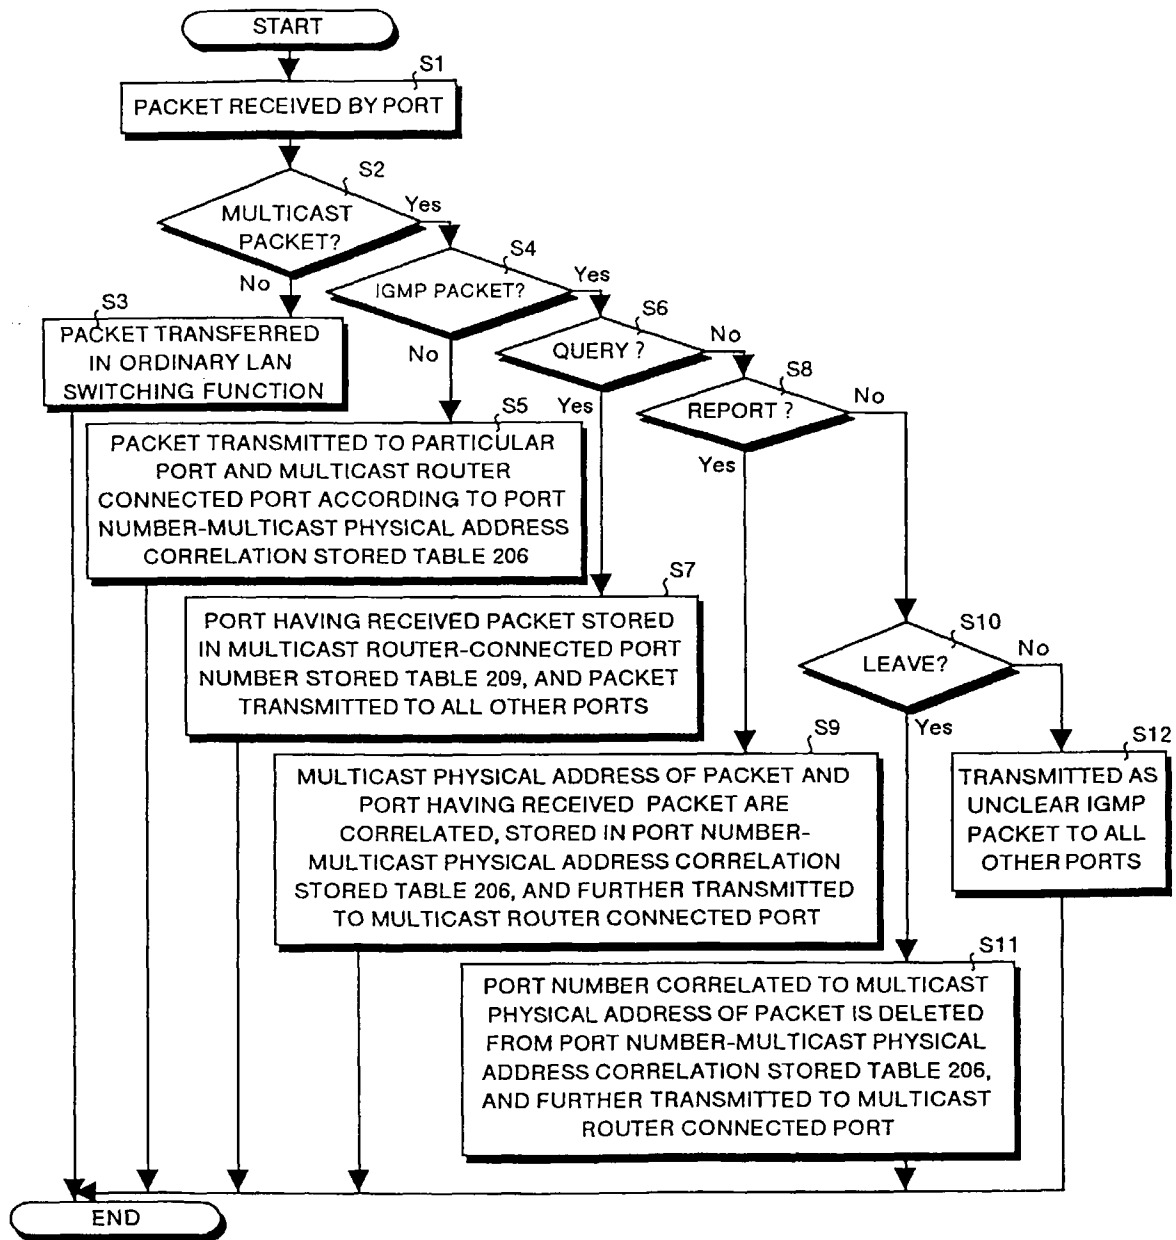 START
S1
PACKET RECEIVED BY PORT
S2
MULTICAST
PACKET?
Yes
No
S4
IGMP PACKET?
Yes
No
S3
PACKET TRANSFERRED
IN ORDINARY LAN
SWITCHING FUNCTION
S6
QUERY ?
No
Yes
S8
REPORT ?
No
Yes
S5
PACKET TRANSMITTED TO PARTICULAR
PORT AND MULTICAST ROUTER
CONNECTED PORT ACCORDING TO PORT
NUMBER-MULTICAST PHYSICAL ADDRESS
CORRELATION STORED TABLE 206
S7
PORT HAVING RECEIVED PACKET STORED
IN MULTICAST ROUTER-CONNECTED PORT
NUMBER STORED TABLE 209, AND PACKET
TRANSMITTED TO ALL OTHER PORTS
S10
LEAVE?
No
Yes
S9
MULTICAST PHYSICAL ADDRESS OF PACKET AND
PORT HAVING RECEIVED PACKET ARE
CORRELATED, STORED IN PORT NUMBER-
MULTICAST PHYSICAL ADDRESS CORRELATION
STORED TABLE 206, AND FURTHER TRANSMITTED
TO MULTICAST ROUTER CONNECTED PORT
S12
TRANSMITTED AS
UNCLEAR IGMP
PACKET TO ALL
OTHER PORTS
S11
PORT NUMBER CORRELATED TO MULTICAST
PHYSICAL ADDRESS OF PACKET IS DELETED
FROM PORT NUMBER-MULTICAST PHYSICAL
ADDRESS CORRELATION STORED TABLE 206,
AND FURTHER TRANSMITTED TO MULTICAST
ROUTER CONNECTED PORT
END